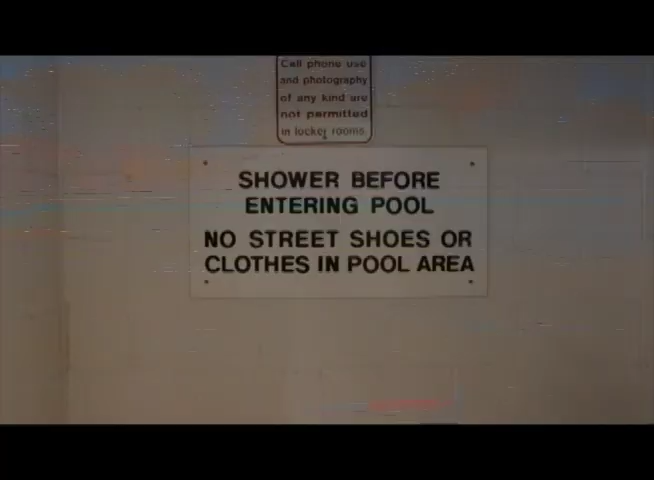 Cell phone use
and photography
of any kind are
not permitted
in locker rooms.
SHOWER BEFORE
ENTERING POOL
NO STREET SHOES OR
CLOTHES IN POOL AREA